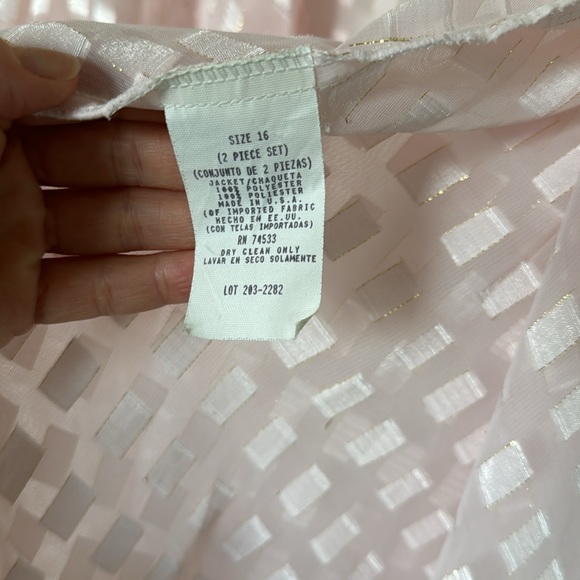 SIZE 16
(2 PIECE SET)
(CONJUNTO DE 2 PIEZAS)
JACKET/CHAQUETA
100% POLYESTER
100% POLIESTER
MADE IN U.S.A.
(OF IMPORTED FABRIC
HECHO EN EE.UU.
(CON TELAS IMPORTADAS)
RN 74533
DRY CLEAN ONLY
LAVAR EN SECO SOLAMENTE
LOT 203-2282